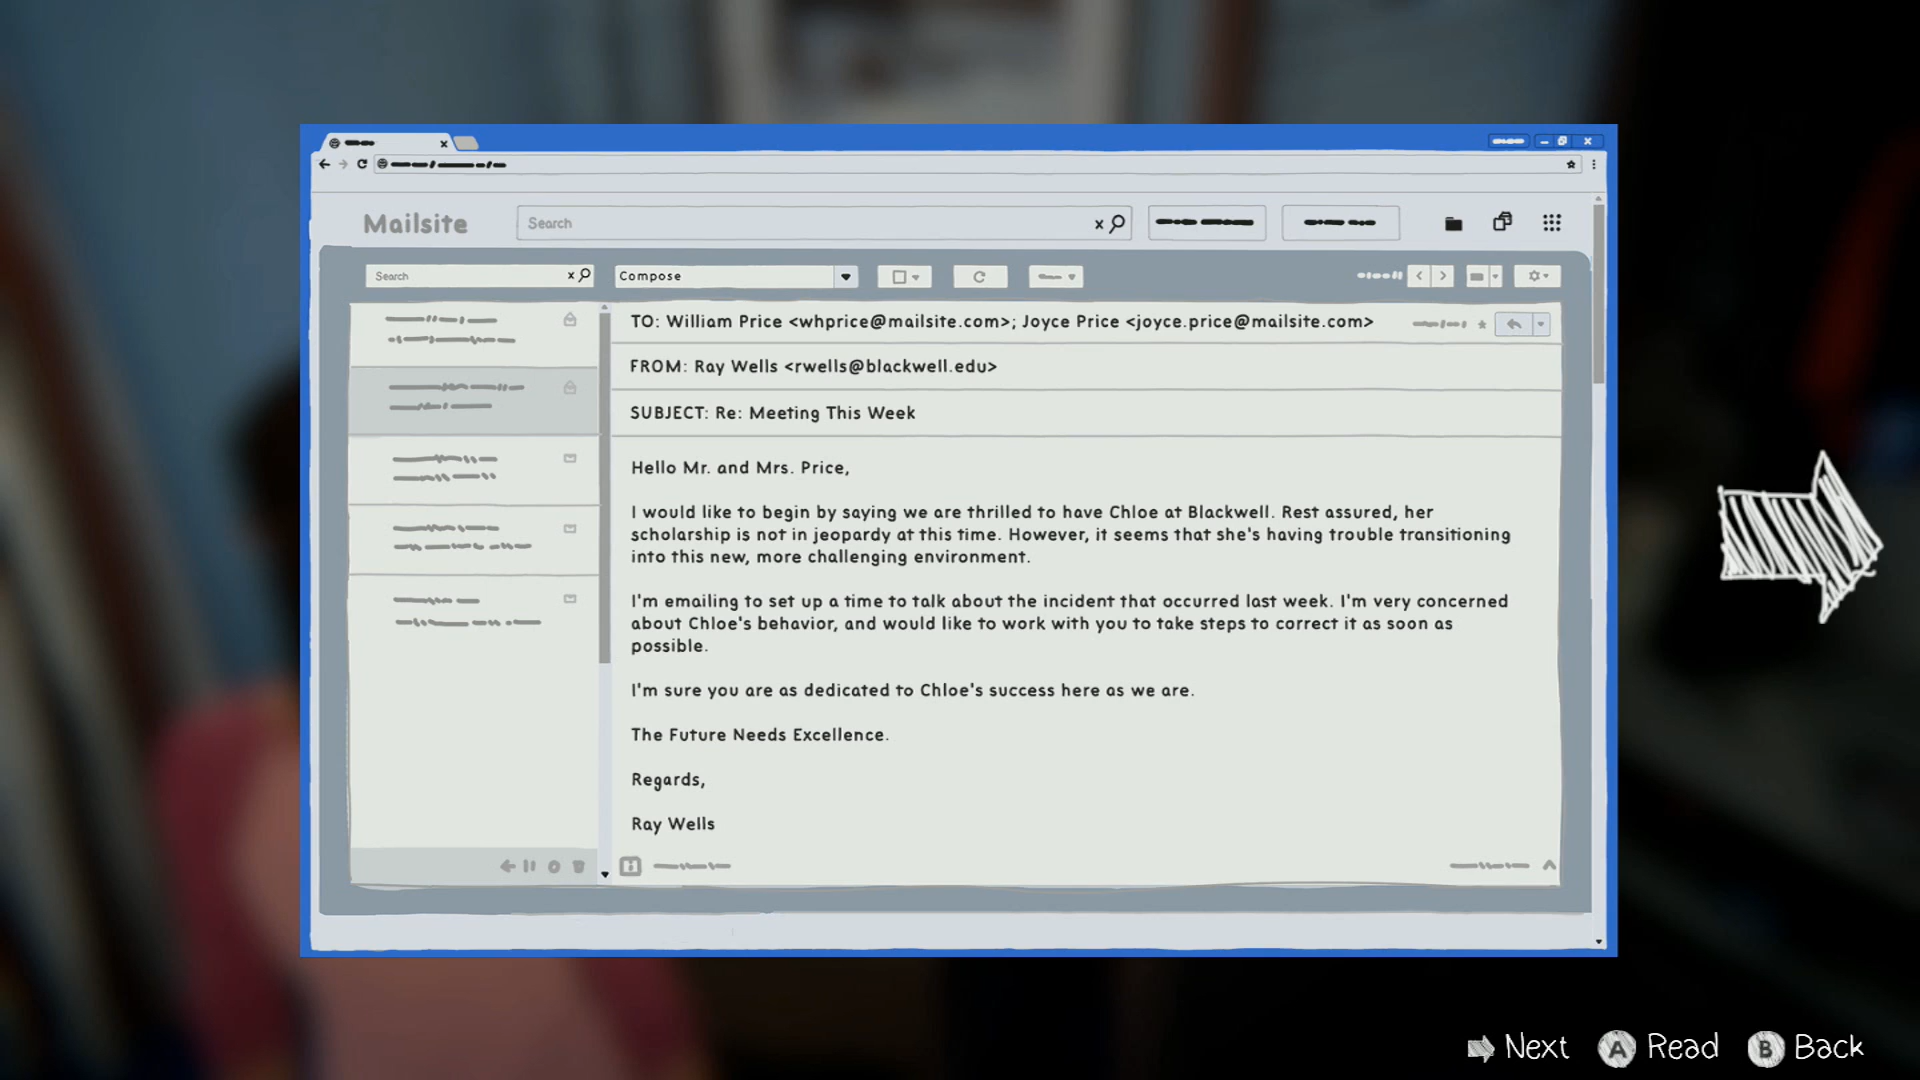 Mailsite
Search
Search
Compose
TO: William Price <whprice@mailsite.com>; Joyce Price <joyce.price@mailsite.com>
FROM: Ray Wells <rwells@blackwell.edu>
SUBJECT: Re: Meeting This Week
Hello Mr. and Mrs. Price,
I would like to begin by saying we are thrilled to have Chloe at Blackwell. Rest assured, her
scholarship is not in jeopardy at this time. However, it seems that she's having trouble transitioning
into this new, more challenging environment.
I'm emailing to set up a time to talk about the incident that occurred last week. I'm very concerned
about Chloe's behavior, and would like to work with you to take steps to correct it as soon as
possible.
I'm sure you are as dedicated to Chloe's success here as we are.
The Future Needs Excellence.
Regards,
Ray Wells
Next A Read B Back